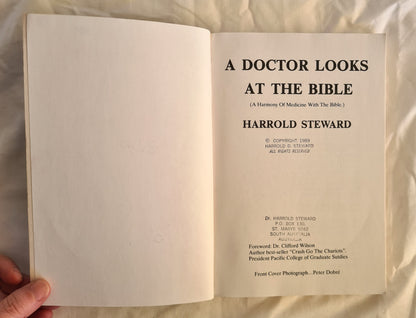 A DOCTOR LOOKS
AT THE BIBLE
(A Harmony Of Medicine With The Bible.)
HARROLD STEWARD
© COPYRIGHT 1989
HARROLD G. STEWARD
ALL RIGHTS RESERVED
Dr. HARROLD STEWARD
P.O. BOX 130,
ST. MARYS 5042
SOUTH AUSTRALIA
AUSTRALIA
Foreword: Dr. Clifford Wilson
Author best-seller "Crash Go The Chariots".
President Pacific College of Graduate Sutilies
Front Cover Photograph...Peter Dobré